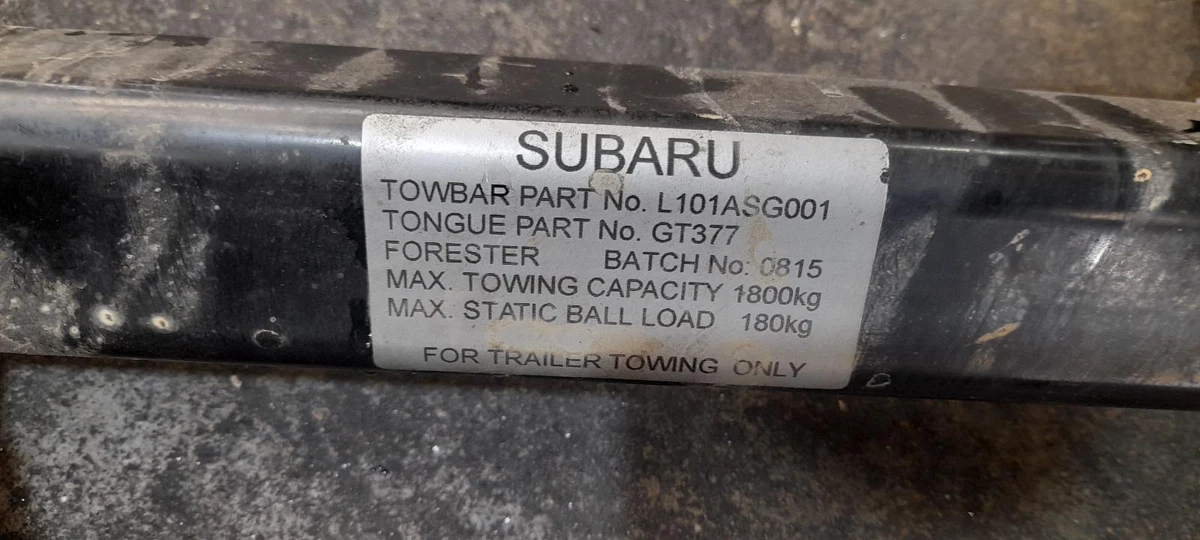 SUBARU
TOWBAR PART No. L101ASG001
TONGUE PART No. GT377
FORESTER BATCH No: 0815
MAX. TOWING CAPACITY 1800kg
MAX. STATIC BALL LOAD 180kg
FOR TRAILER TOWING ONLY